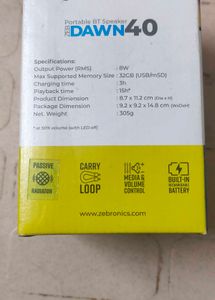 Portable BT Speaker
ZEB DAWN40
Specifications:
Output Power (RMS) : 8W
Max Supported Memory Size : 32GB (USB/mSD)
Charging time : 3h
Playback time : 15h*
Product Dimension : 8.7 x 11.2 cm (Dia x H)
Package Dimension : 9.2 x 9.2 x 14.8 cm (WxDxH)
Net. Weight : 305g
* at 50% volume (with LED off)
PASSIVE RADIATOR
CARRY LOOP
MEDIA & VOLUME CONTROL
BUILT-IN RECHARGEABLE BATTERY
www.zebronics.com